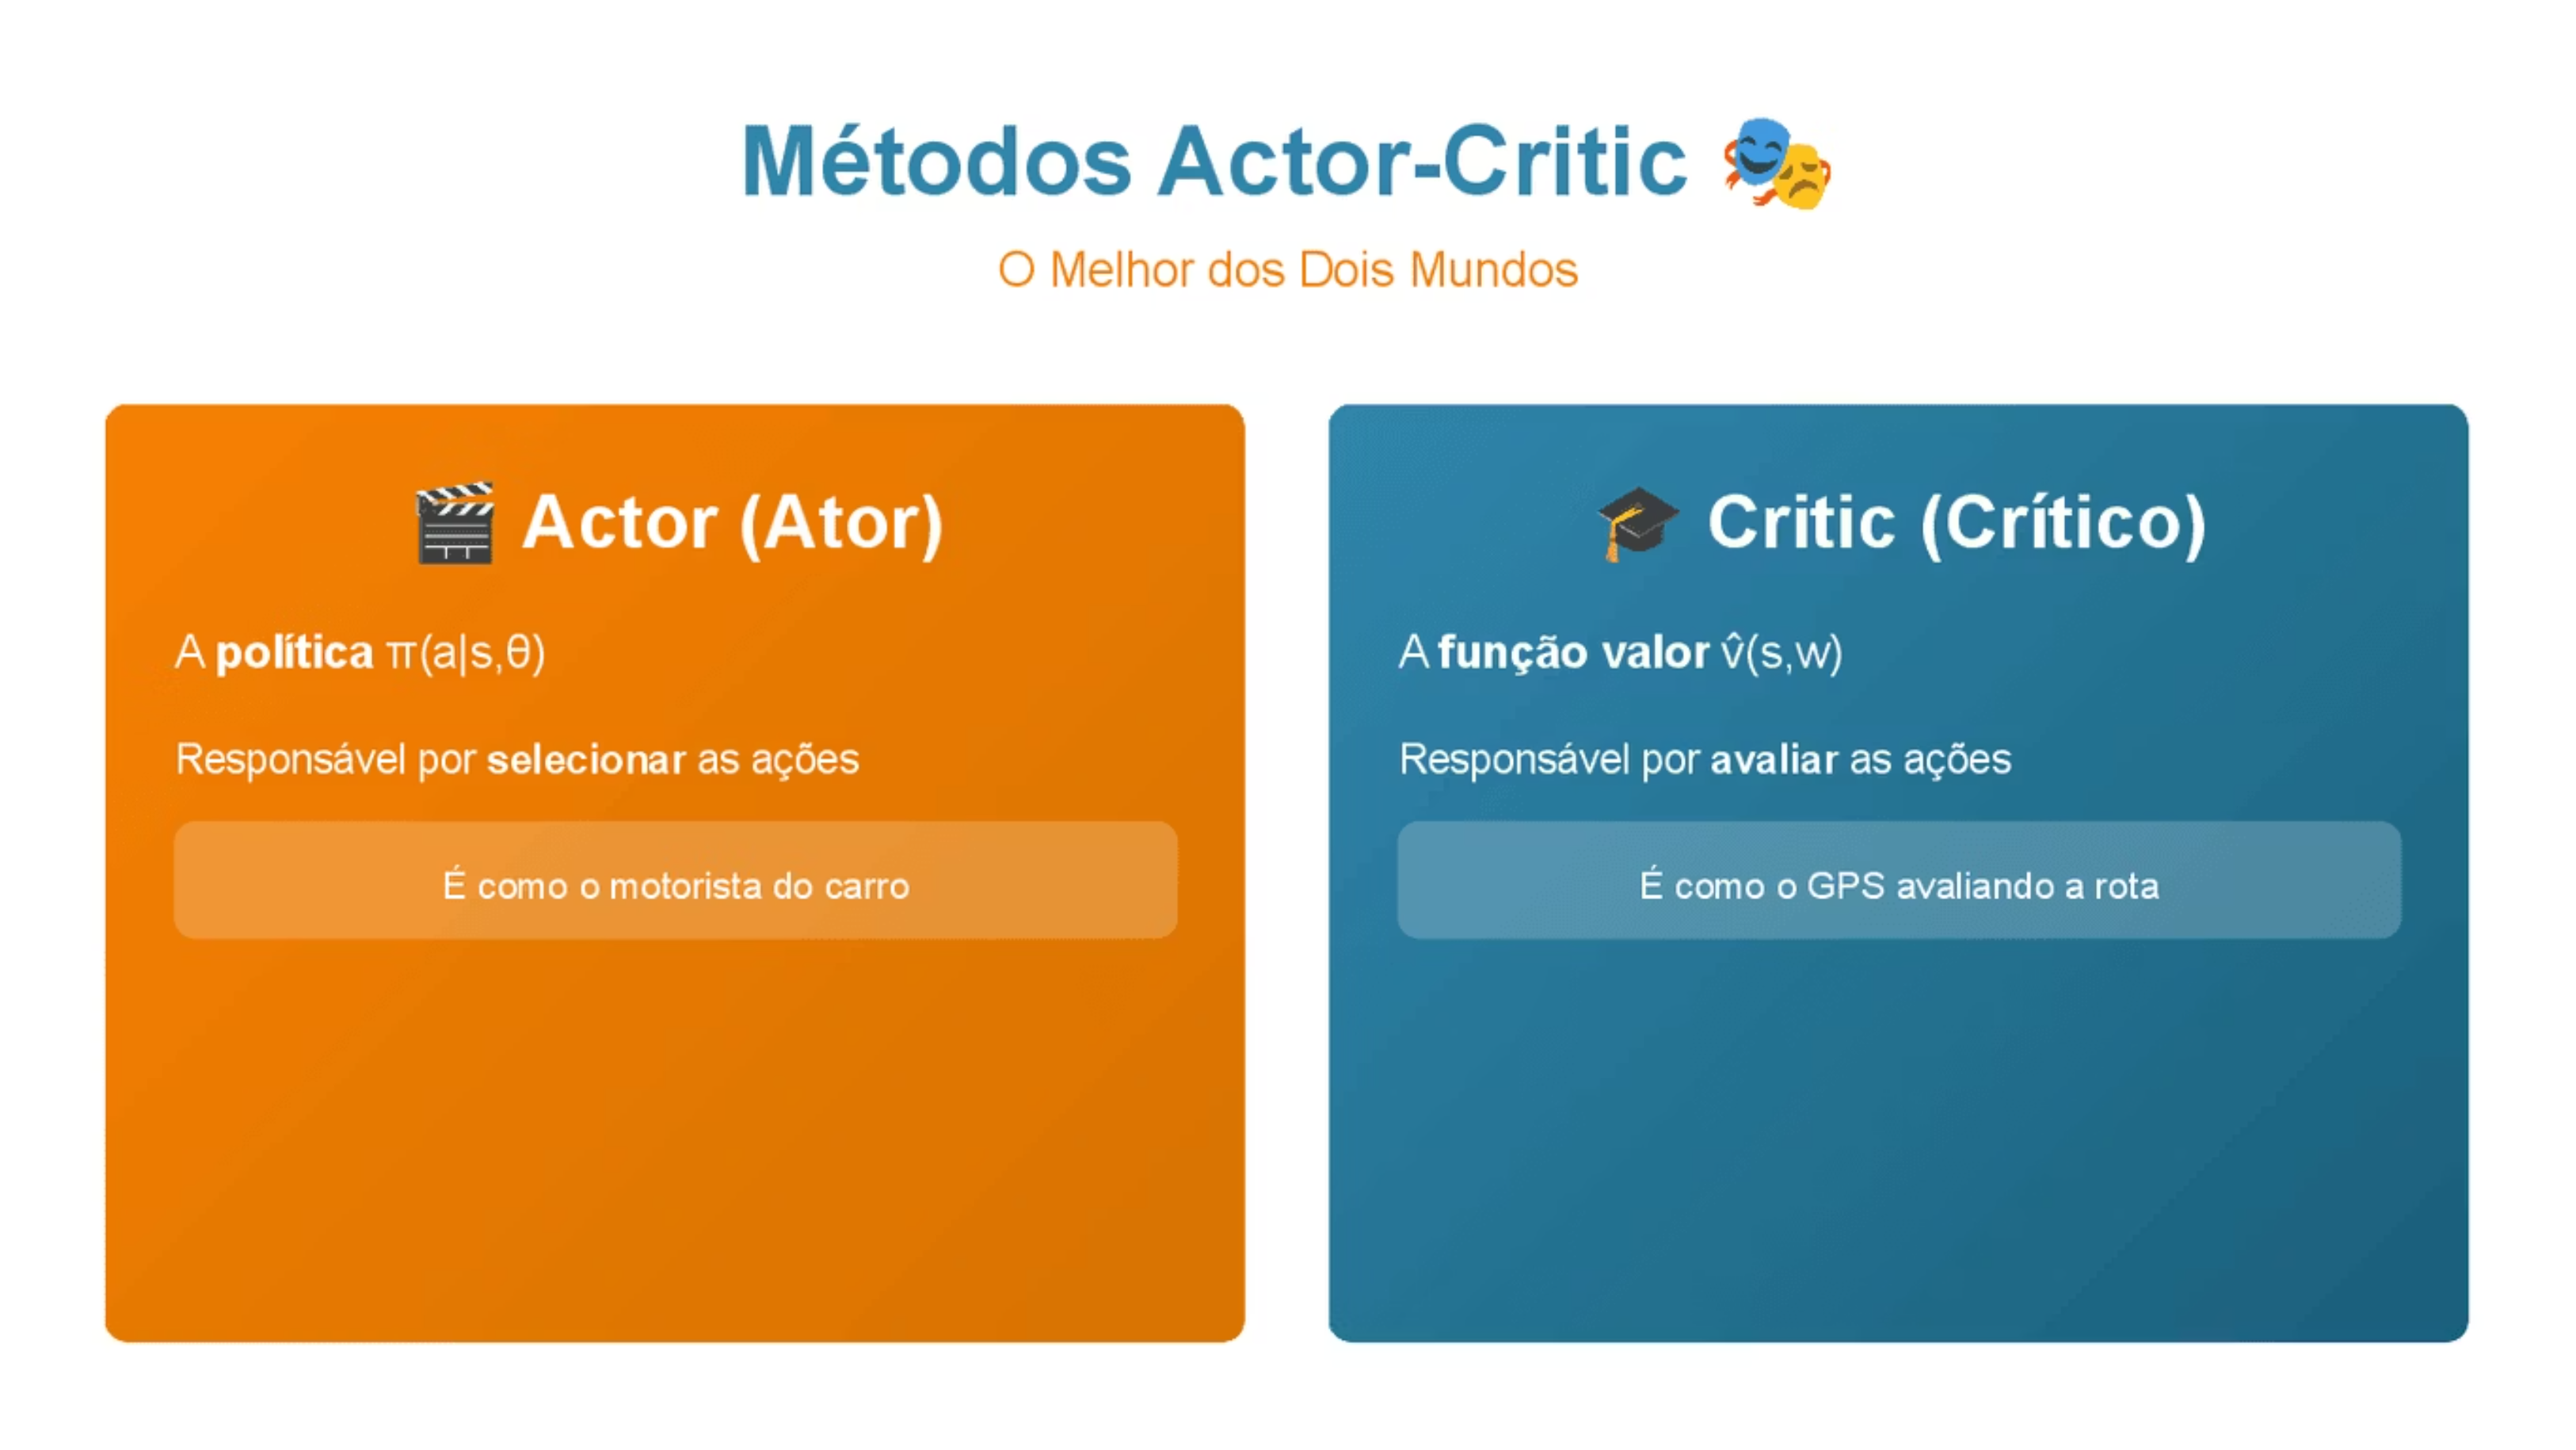 Métodos Actor-Critic 🎭
O Melhor dos Dois Mundos
🎬 Actor (Ator)
A política π(a|s,θ)
Responsável por selecionar as ações
É como o motorista do carro
🎓 Critic (Crítico)
A função valor v̂(s,w)
Responsável por avaliar as ações
É como o GPS avaliando a rota